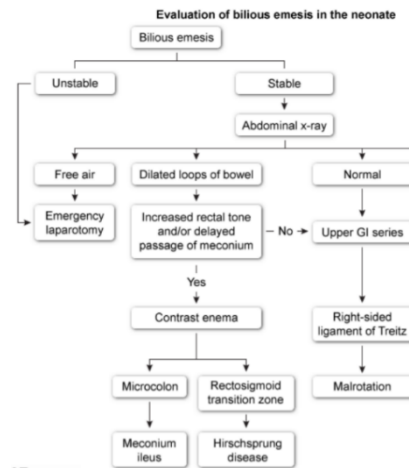 Evaluation of bilious emesis in the neonate
Bilious emesis
Unstable
Stable
Abdominal x-ray
Free air
Dilated loops of bowel
Normal
Emergency
laparotomy
Increased rectal tone
and/or delayed
passage of meconium
No
Upper GI series
Yes
Contrast enema
Right-sided
ligament of Treitz
Microcolon
Rectosigmoid
transition zone
Malrotation
Meconium
ileus
Hirschsprung
disease